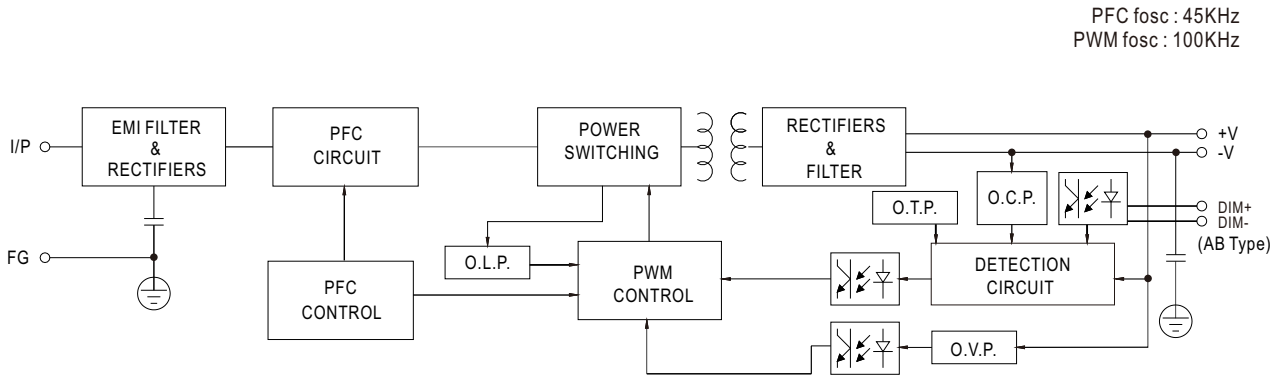 PFC fosc : 45KHz
PWM fosc : 100KHz
I/P
EMI FILTER
&
RECTIFIERS
PFC
CIRCUIT
POWER
SWITCHING
RECTIFIERS
&
FILTER
+V
-V
O.T.P.
O.C.P.
DIM+
DIM-
(AB Type)
FG
O.L.P.
PFC
CONTROL
PWM
CONTROL
DETECTION
CIRCUIT
O.V.P.